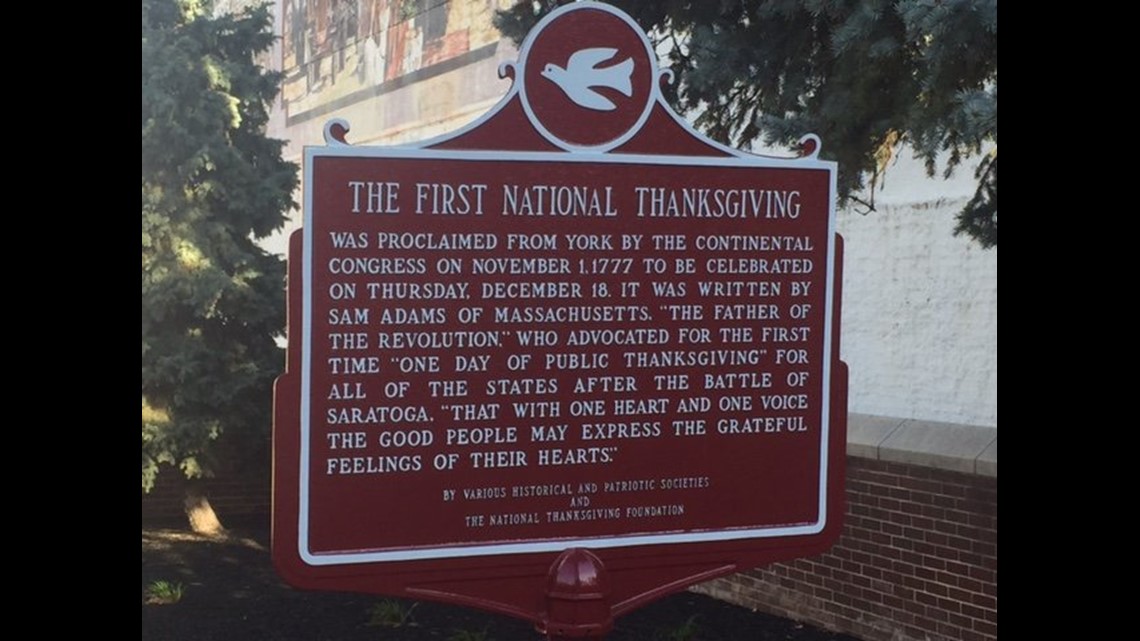 THE FIRST NATIONAL THANKSGIVING
WAS PROCLAIMED FROM YORK BY THE CONTINENTAL
CONGRESS ON NOVEMBER 1, 1777 TO BE CELEBRATED
ON THURSDAY, DECEMBER 18. IT WAS WRITTEN BY
SAM ADAMS OF MASSACHUSETTS, "THE FATHER OF
THE REVOLUTION," WHO ADVOCATED FOR THE FIRST
TIME "ONE DAY OF PUBLIC THANKSGIVING" FOR
ALL OF THE STATES AFTER THE BATTLE OF
SARATOGA, "THAT WITH ONE HEART AND ONE VOICE
THE GOOD PEOPLE MAY EXPRESS THE GRATEFUL
FEELINGS OF THEIR HEARTS."
BY VARIOUS HISTORICAL AND PATRIOTIC SOCIETIES
AND
THE NATIONAL THANKSGIVING FOUNDATION